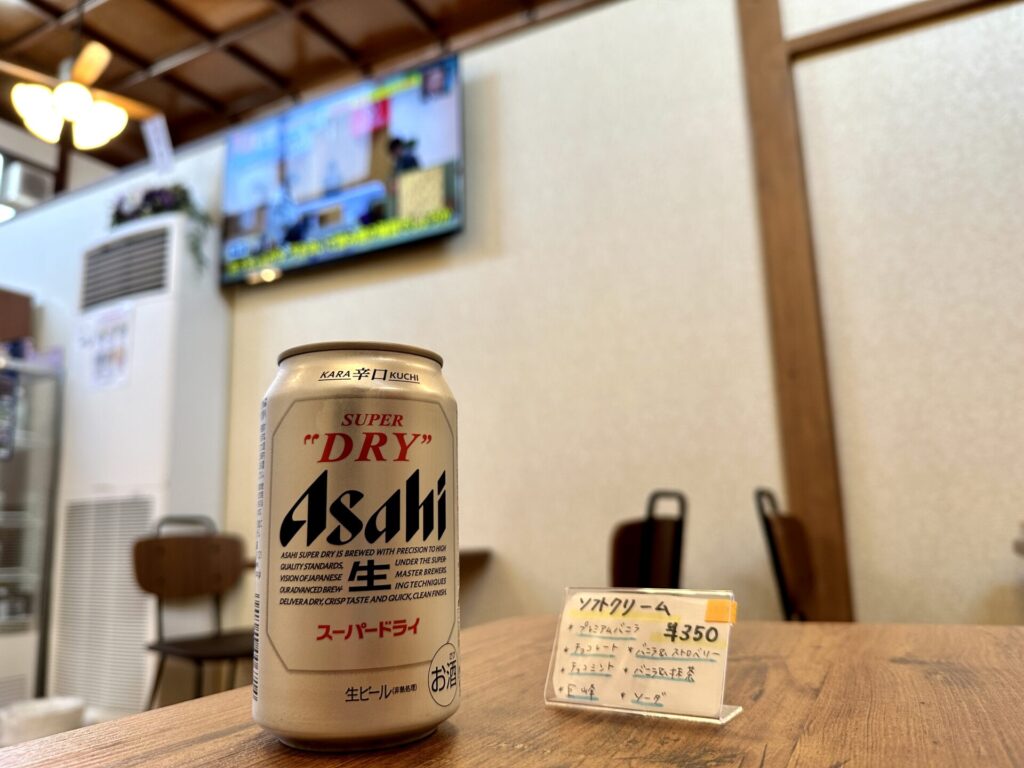 KARA 辛口 KUCHI
SUPER
"DRY"
Asahi
ASAHI SUPER DRY IS BREWED WITH PRECISION TO HIGH
QUALITY STANDARDS, UNDER THE SUPER-
VISION OF JAPANESE 生 MASTER BREWERS.
OUR ADVANCED BREW- ING TECHNIQUES
DELIVER A DRY, CRISP TASTE AND QUICK, CLEAN FINISH.
スーパードライ
生ビール(非熱処理)
お酒
ソフトクリーム
¥350
* プレミアムバニラ
* チョコレート * バニラ&ストロベリー
* チョコミント * バニラ&抹茶
* 巨峰 * ソーダ